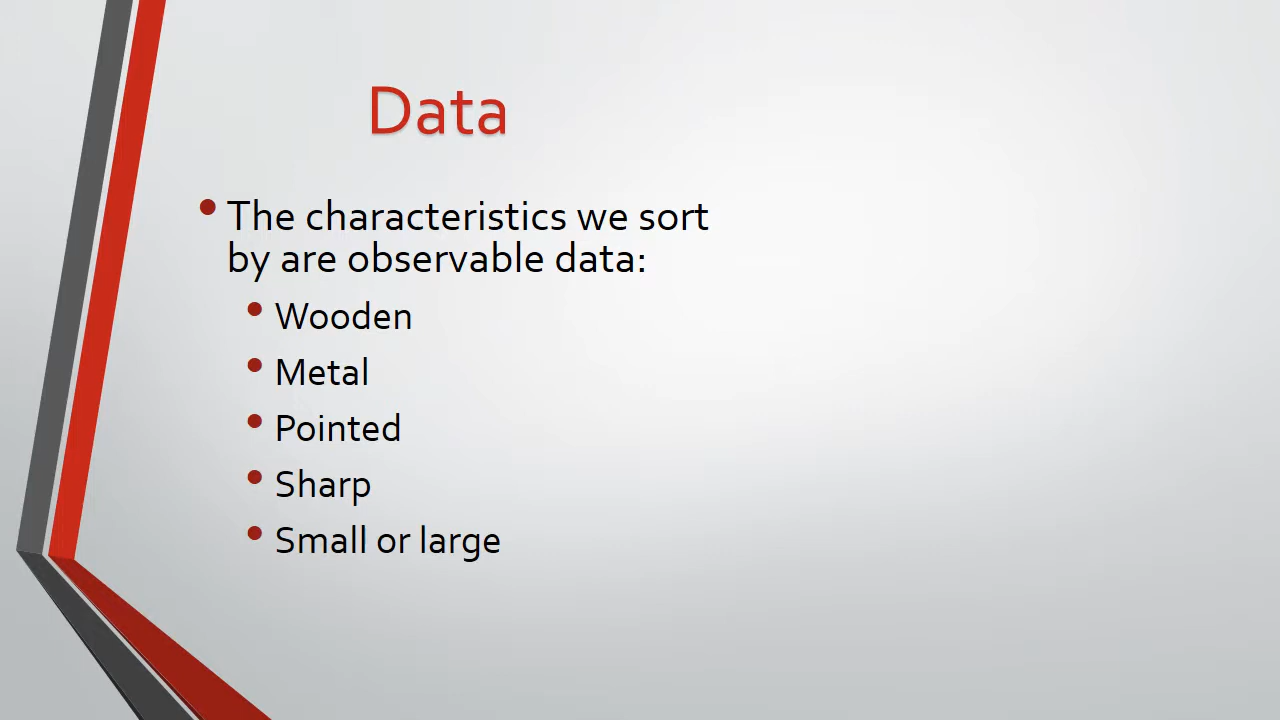 Data
• The characteristics we sort
by are observable data:
• Wooden
• Metal
• Pointed
• Sharp
• Small or large